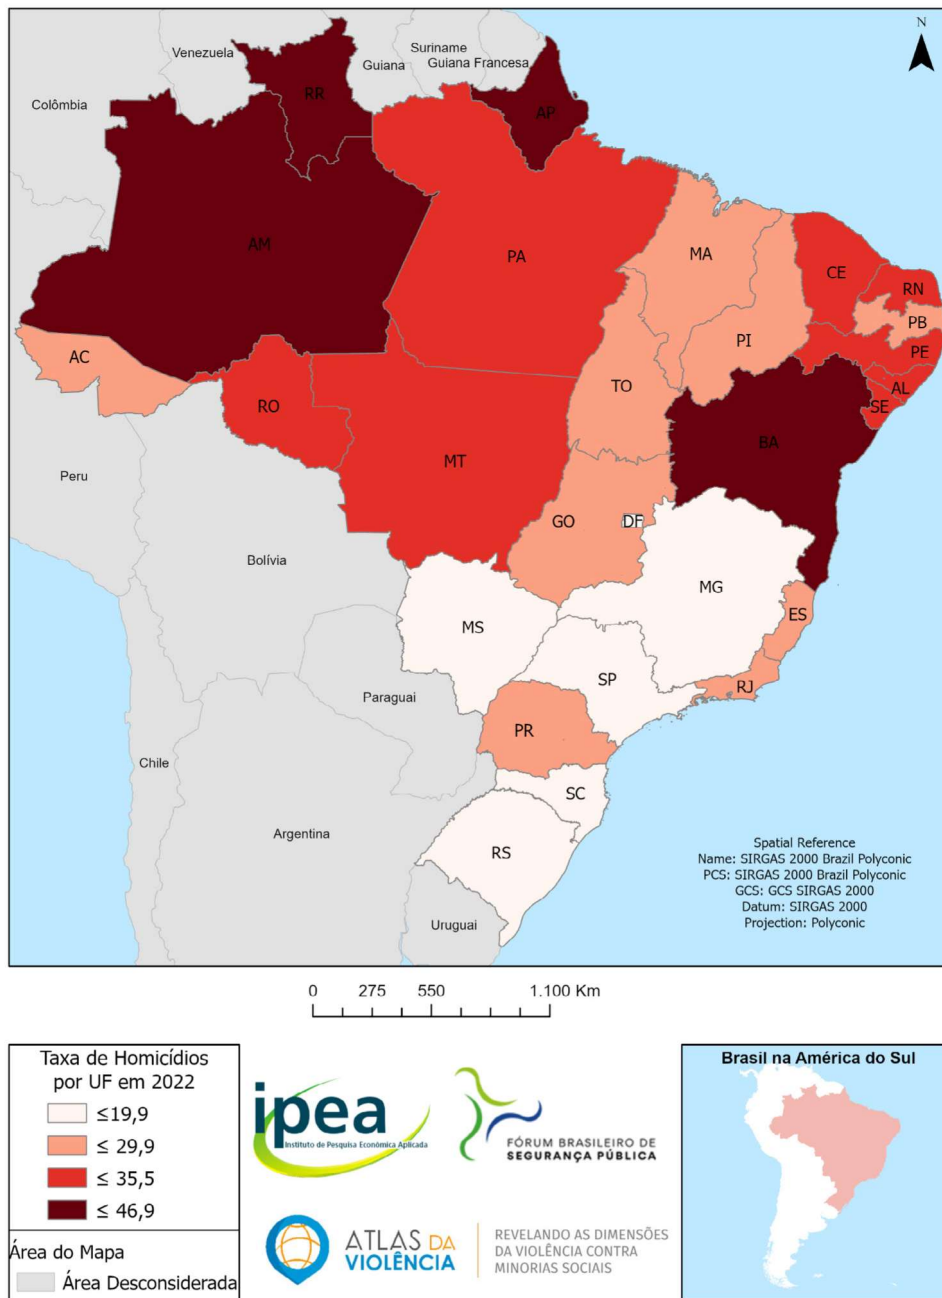 N
Venezuela
Suriname
Guiana
Guiana Francesa
Colômbia
RR
AP
AM
PA
MA
CE
RN
PB
PI
PE
AC
TO
AL
RO
SE
BA
MT
Peru
GO
DF
Bolívia
MG
MS
ES
SP
RJ
Paraguai
PR
Chile
SC
Argentina
RS
Uruguai
Spatial Reference
Name: SIRGAS 2000 Brazil Polyconic
PCS: SIRGAS 2000 Brazil Polyconic
GCS: GCS SIRGAS 2000
Datum: SIRGAS 2000
Projection: Polyconic
0 275 550 1.100 Km
Taxa de Homicídios
por UF em 2022
≤19,9
≤ 29,9
≤ 35,5
≤ 46,9
Área do Mapa
Área Desconsiderada
ipea
Instituto de Pesquisa Econômica Aplicada
FÓRUM BRASILEIRO DE
SEGURANÇA PÚBLICA
ATLAS DA
VIOLÊNCIA
REVELANDO AS DIMENSÕES
DA VIOLÊNCIA CONTRA
MINORIAS SOCIAIS
Brasil na América do Sul